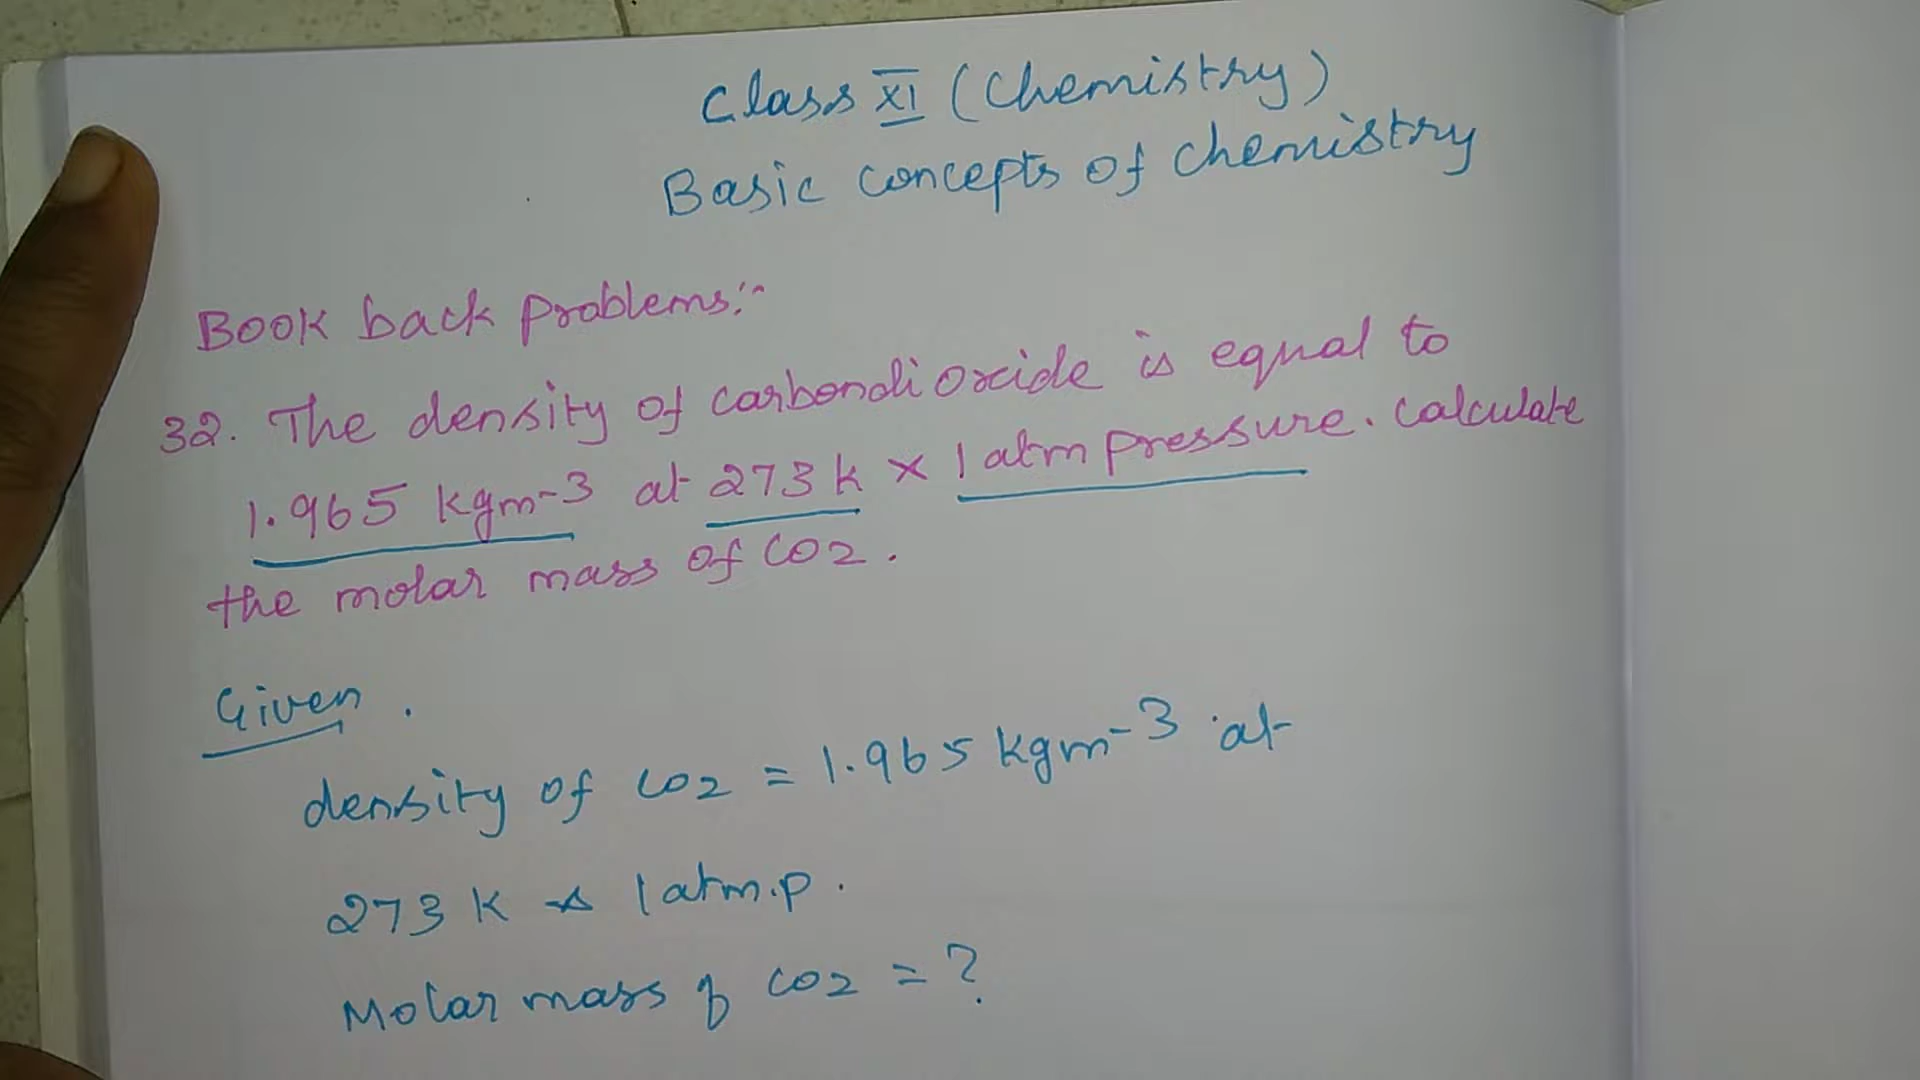 Class XI (Chemistry)
Basic concepts of chemistry
Book back problems:-
32. The density of carbondioxide is equal to
1.965 kgm-3 at 273 k & 1 atm pressure. Calculate
the molar mass of CO2.
Given.
density of CO2 = 1.965 kgm-3 at
273 K & 1 atm.p.
Molar mass of CO2 = ?